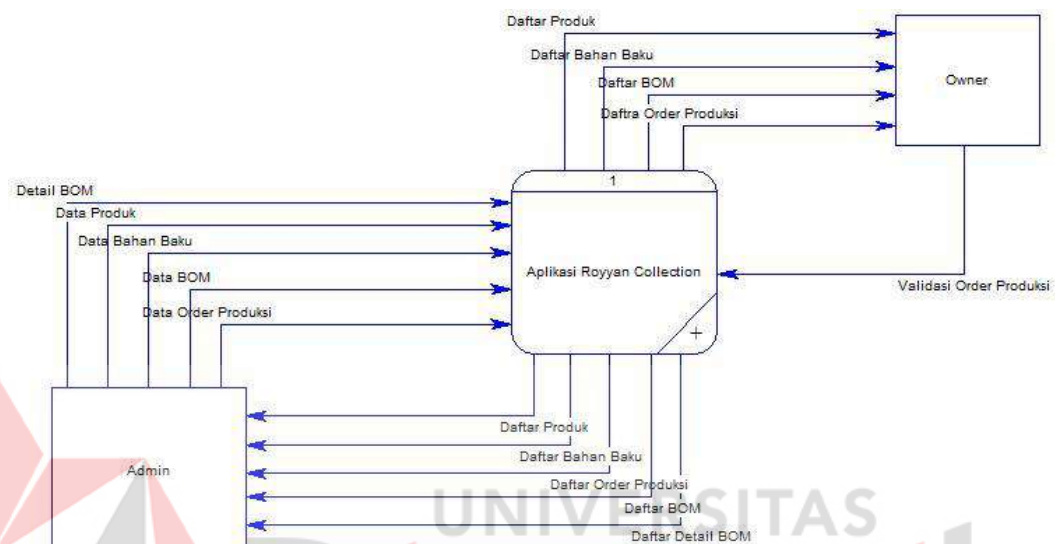 Daftar Produk
Daftar Bahan Baku
Daftar BOM
Daftra Order Produksi
Owner
1
Detail BOM
Data Produk
Data Bahan Baku
Data BOM
Data Order Produksi
Aplikasi Royyan Collection
+
Validasi Order Produksi
Admin
Daftar Produk
Daftar Bahan Baku
Daftar Order Produksi
Daftar BOM
Daftar Detail BOM
UNIVERSITAS